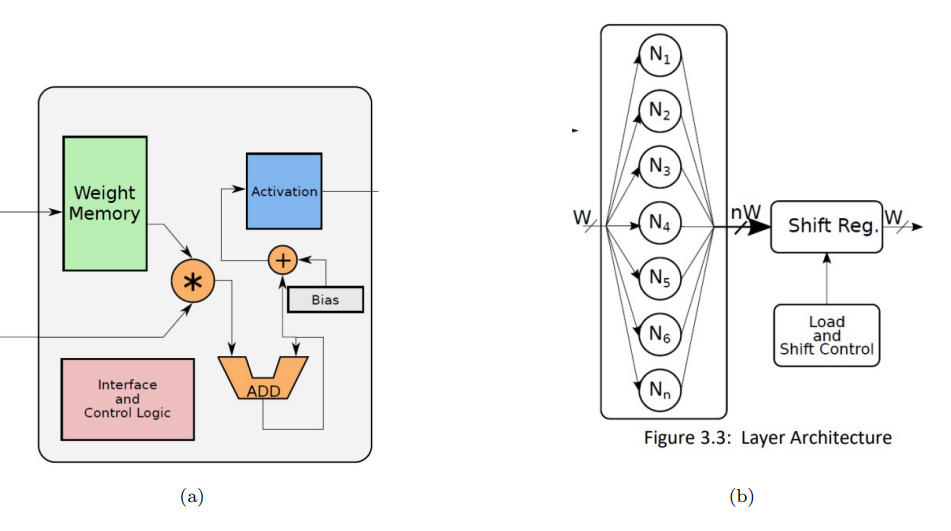 Weight
Memory
Activation
*
+
Bias
ADD
Interface
and
Control Logic
(a)
N1
N2
N3
N4
N5
N6
Nn
W
nW
Shift Reg.
W
Load
and
Shift Control
Figure 3.3: Layer Architecture
(b)